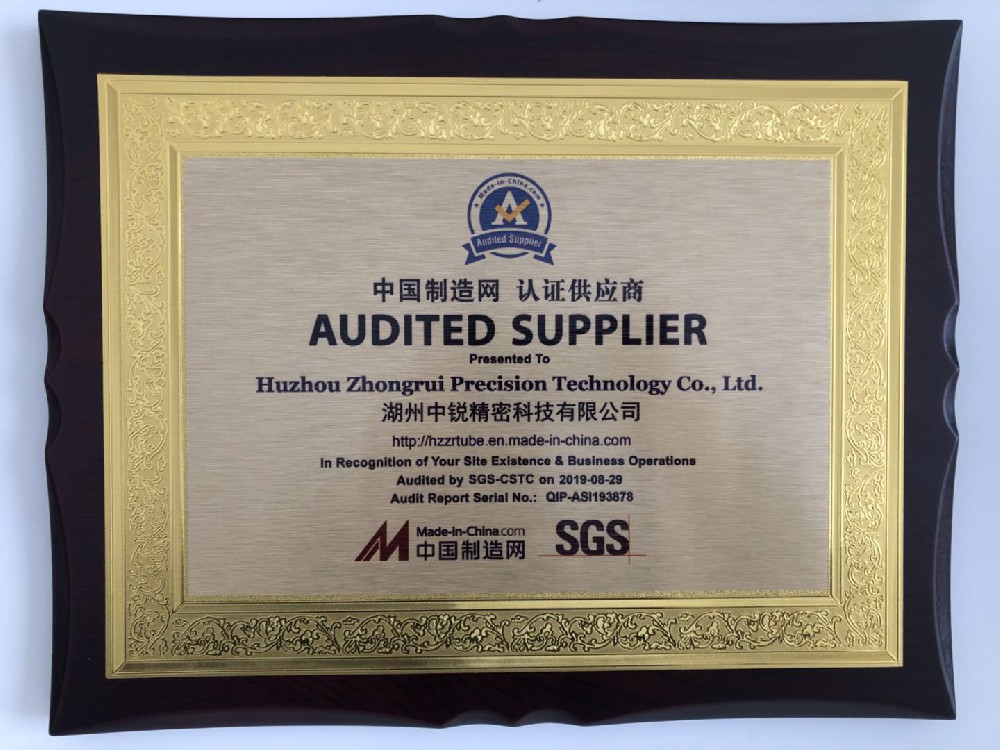 Made-in-China.com
A
Audited Supplier
中国制造网 认证供应商
AUDITED SUPPLIER
Presented To
Huzhou Zhongrui Precision Technology Co., Ltd.
湖州中锐精密科技有限公司
http://hzzrtube.en.made-in-china.com
In Recognition of Your Site Existence & Business Operations
Audited by SGS-CSTC on 2019-08-29
Audit Report Serial No.: QIP-ASI193878
Made-in-China.com
中国制造网
SGS